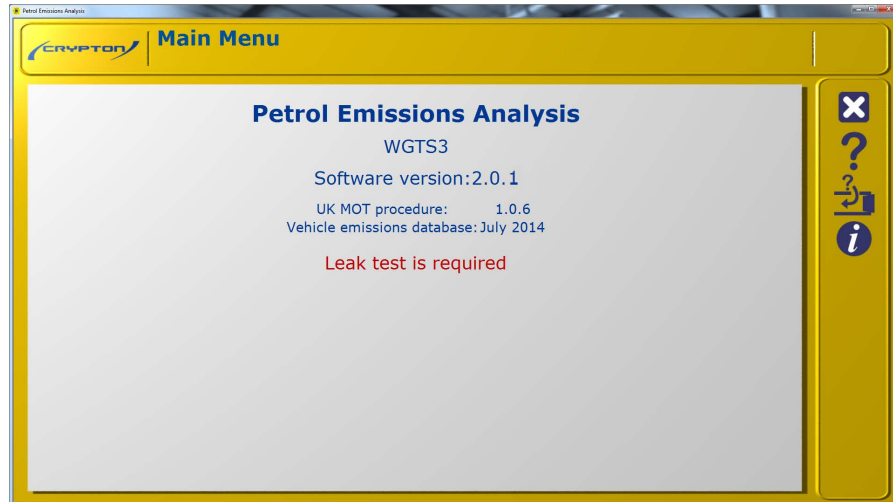 Petrol Emissions Analysis
CRYPTON
Main Menu
Petrol Emissions Analysis
WGTS3
Software version:2.0.1
UK MOT procedure: 1.0.6
Vehicle emissions database: July 2014
Leak test is required